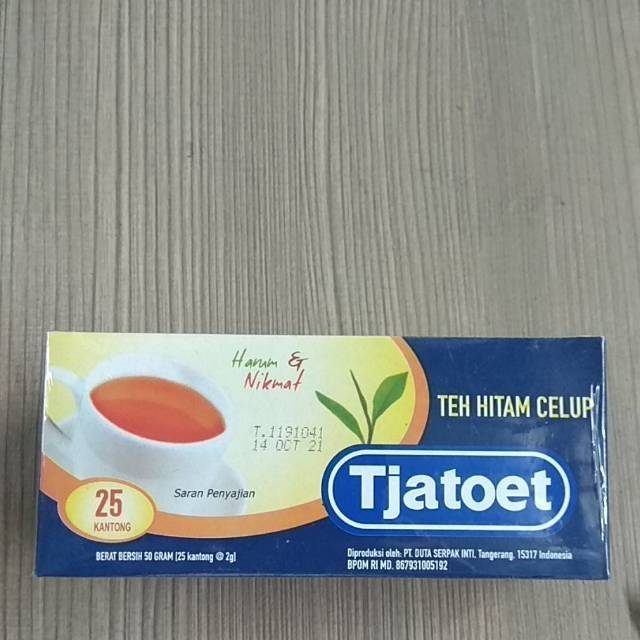 Harum &
Nikmat
TEH HITAM CELUP
T.1191041
14 OCT 21
Tjatoet
Saran Penyajian
25
KANTONG
BERAT BERSIH 50 GRAM (25 kantong @ 2g)
Diproduksi oleh: PT. DUTA SERPAK INTI, Tangerang. 15317 Indonesia
BPOM RI MD. 867931005192